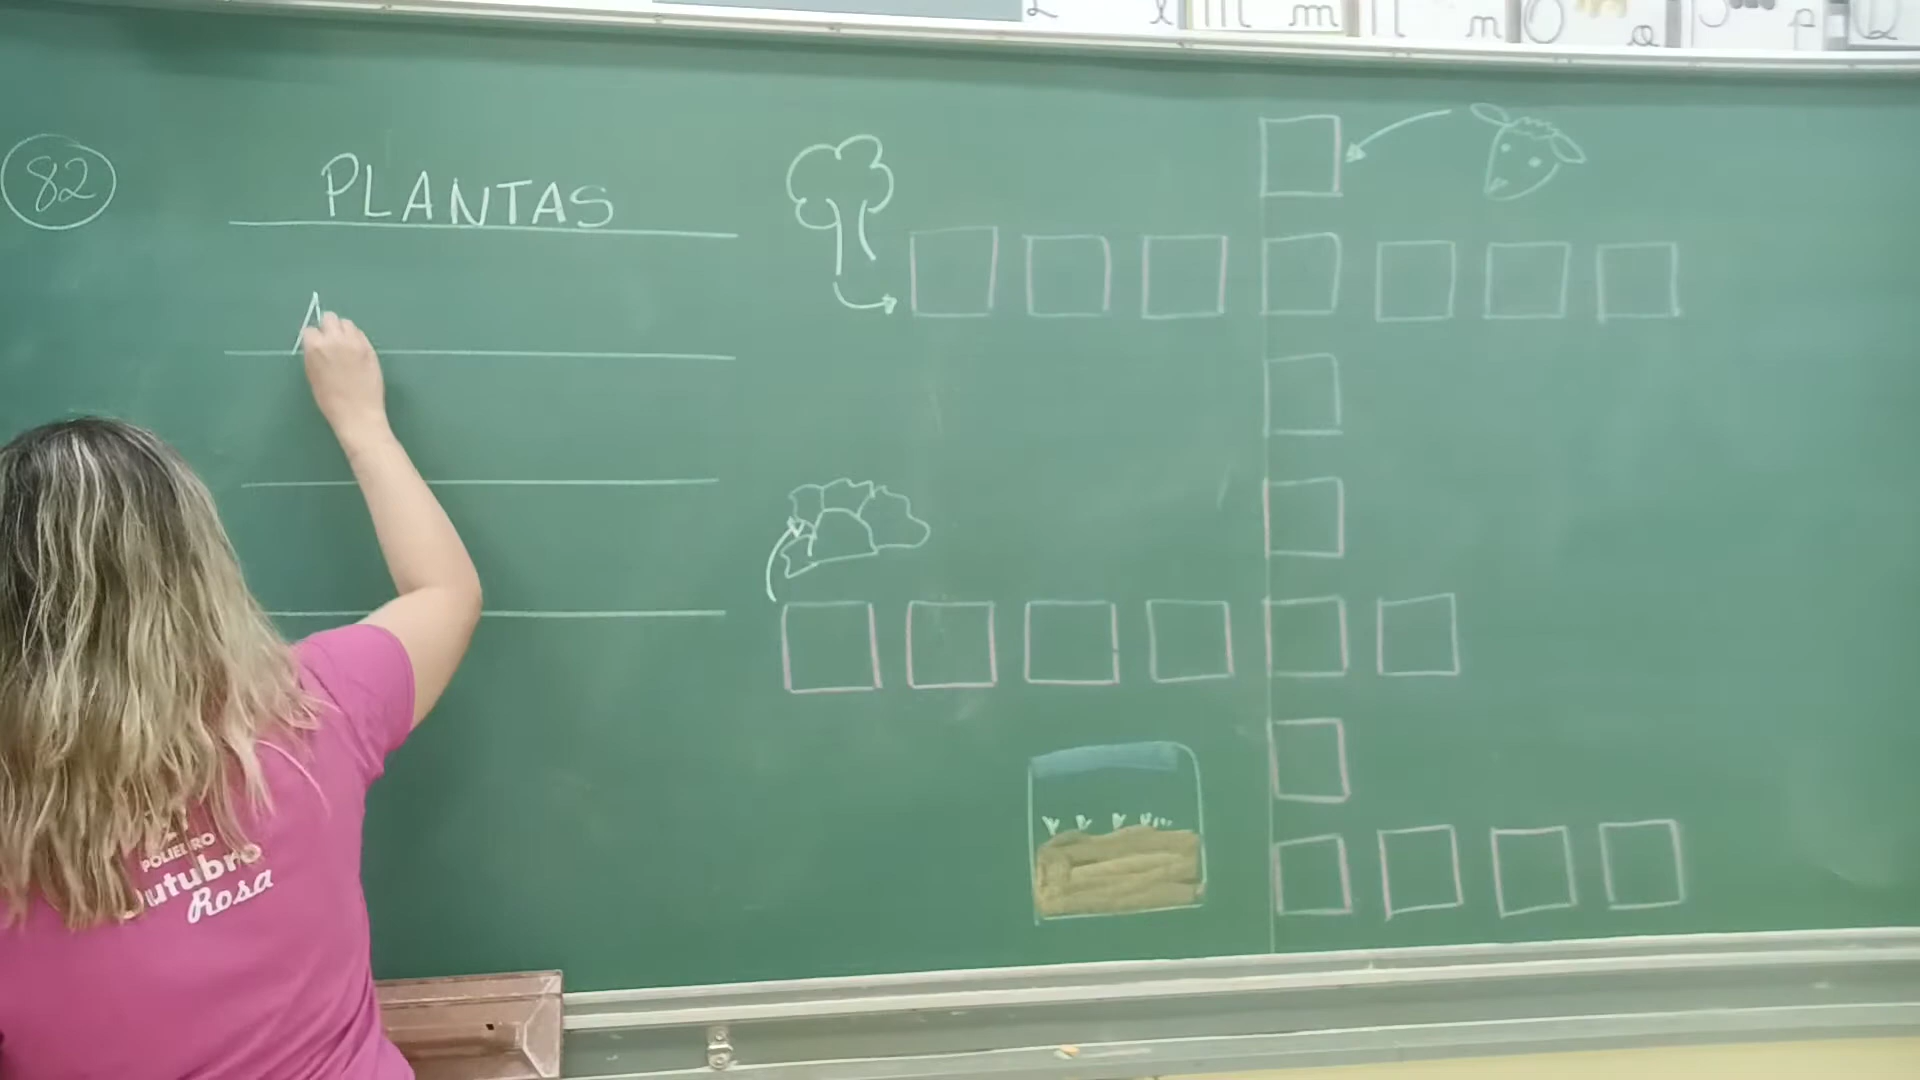 L l M m N n O o P p Q
82
PLANTAS
A
POLIEDRO
Outubro
Rosa